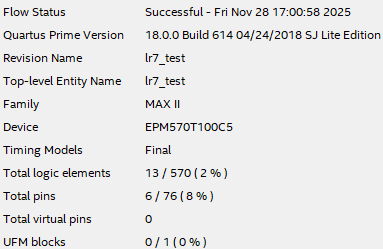 Flow Status Successful - Fri Nov 28 17:00:58 2025
Quartus Prime Version 18.0.0 Build 614 04/24/2018 SJ Lite Edition
Revision Name lr7_test
Top-level Entity Name lr7_test
Family MAX II
Device EPM570T100C5
Timing Models Final
Total logic elements 13 / 570 ( 2 % )
Total pins 6 / 76 ( 8 % )
Total virtual pins 0
UFM blocks 0 / 1 ( 0 % )